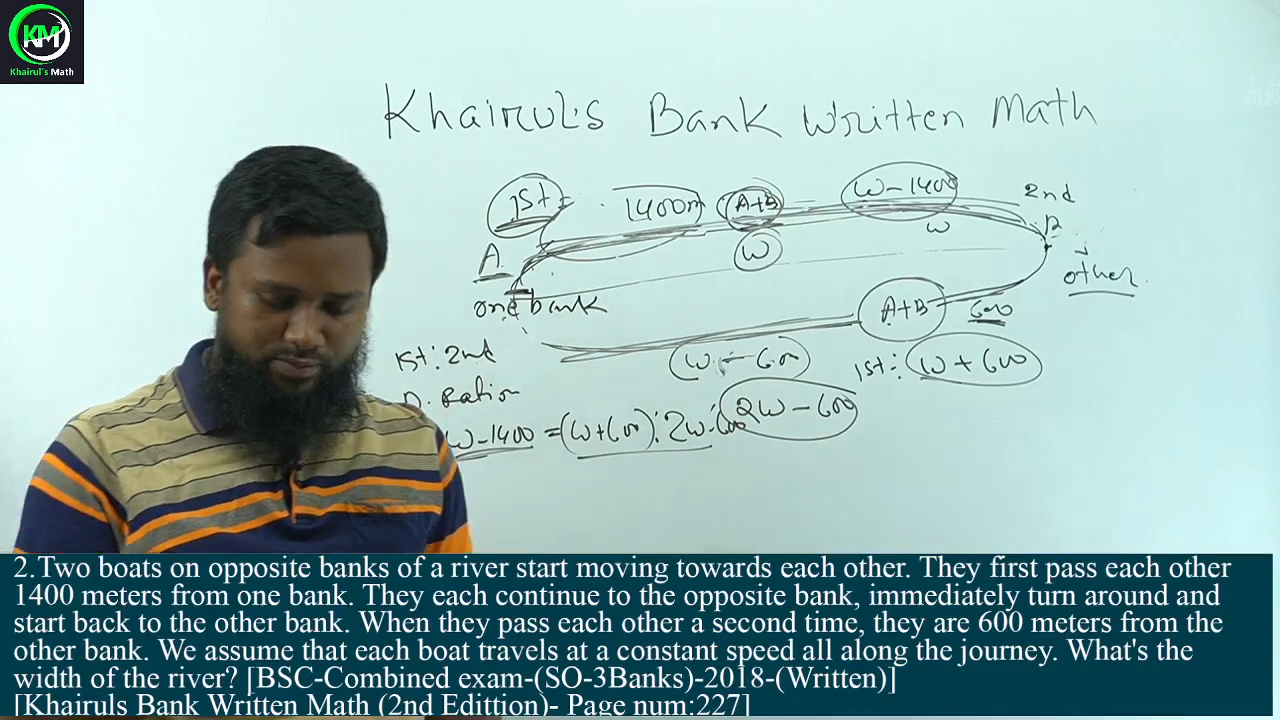 KM
Khairul's Math
Khairul's Bank Written Math
1st = 1400m A+B W-1400 2nd
A W W B
one bank other
A+B 600
1st: 2nd W-600 1st: W+600
D. Ration
2W-600
W-1400 = (W+600): 2W-600
2.Two boats on opposite banks of a river start moving towards each other. They first pass each other
1400 meters from one bank. They each continue to the opposite bank, immediately turn around and
start back to the other bank. When they pass each other a second time, they are 600 meters from the
other bank. We assume that each boat travels at a constant speed all along the journey. What's the
width of the river? [BSC-Combined exam-(SO-3Banks)-2018-(Written)]
[Khairuls Bank Written Math (2nd Edittion)- Page num:227]